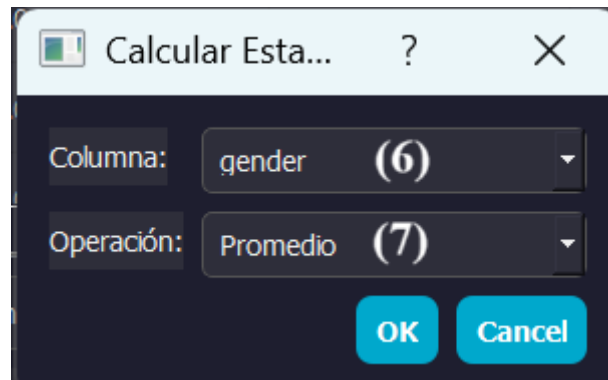 Calcular Esta... ?
Columna: gender (6)
Operación: Promedio (7)
OK Cancel